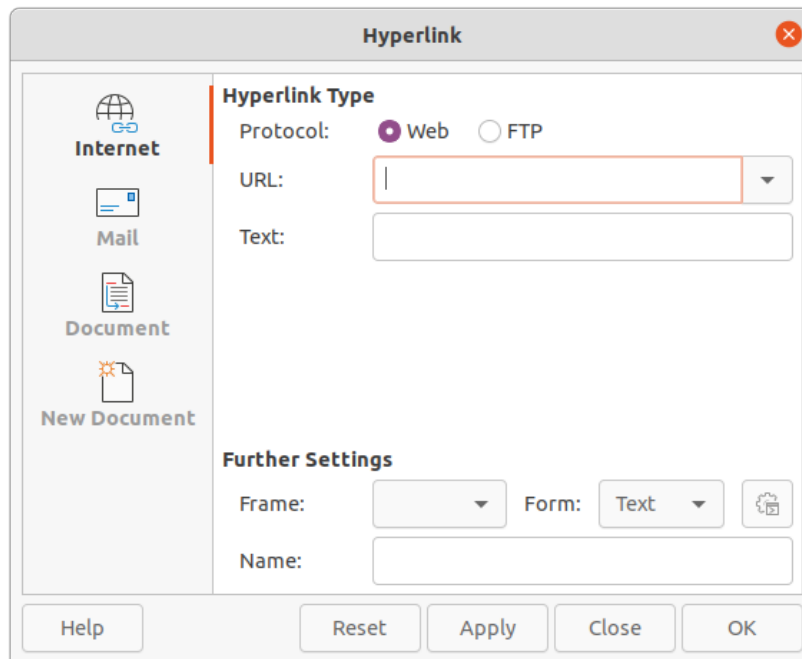 Hyperlink
Internet
Mail
Document
New Document
Hyperlink Type
Protocol: Web FTP
URL:
Text:
Further Settings
Frame: Form: Text
Name:
Help Reset Apply Close OK